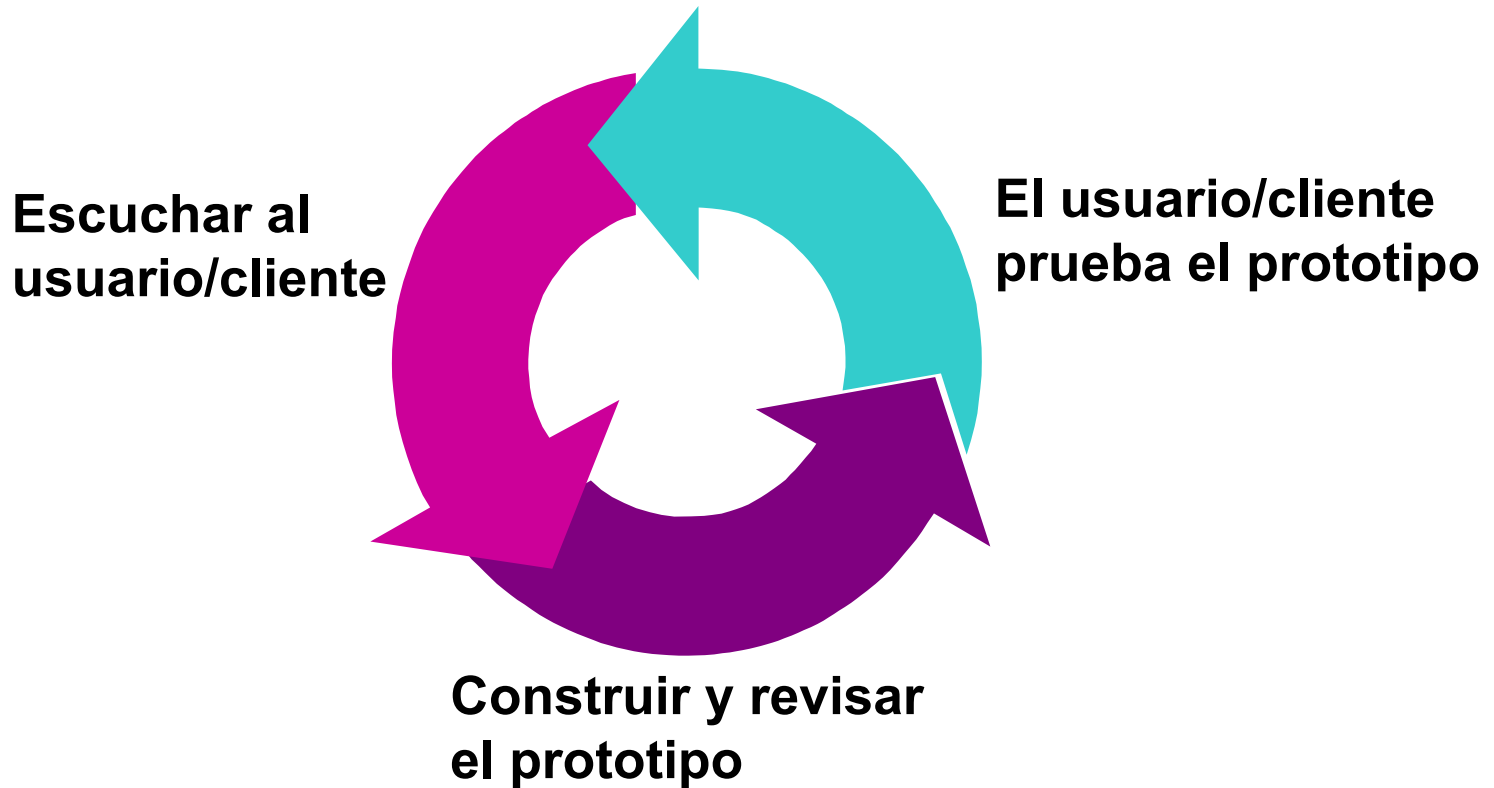 Escuchar al
usuario/cliente
El usuario/cliente
prueba el prototipo
Construir y revisar
el prototipo